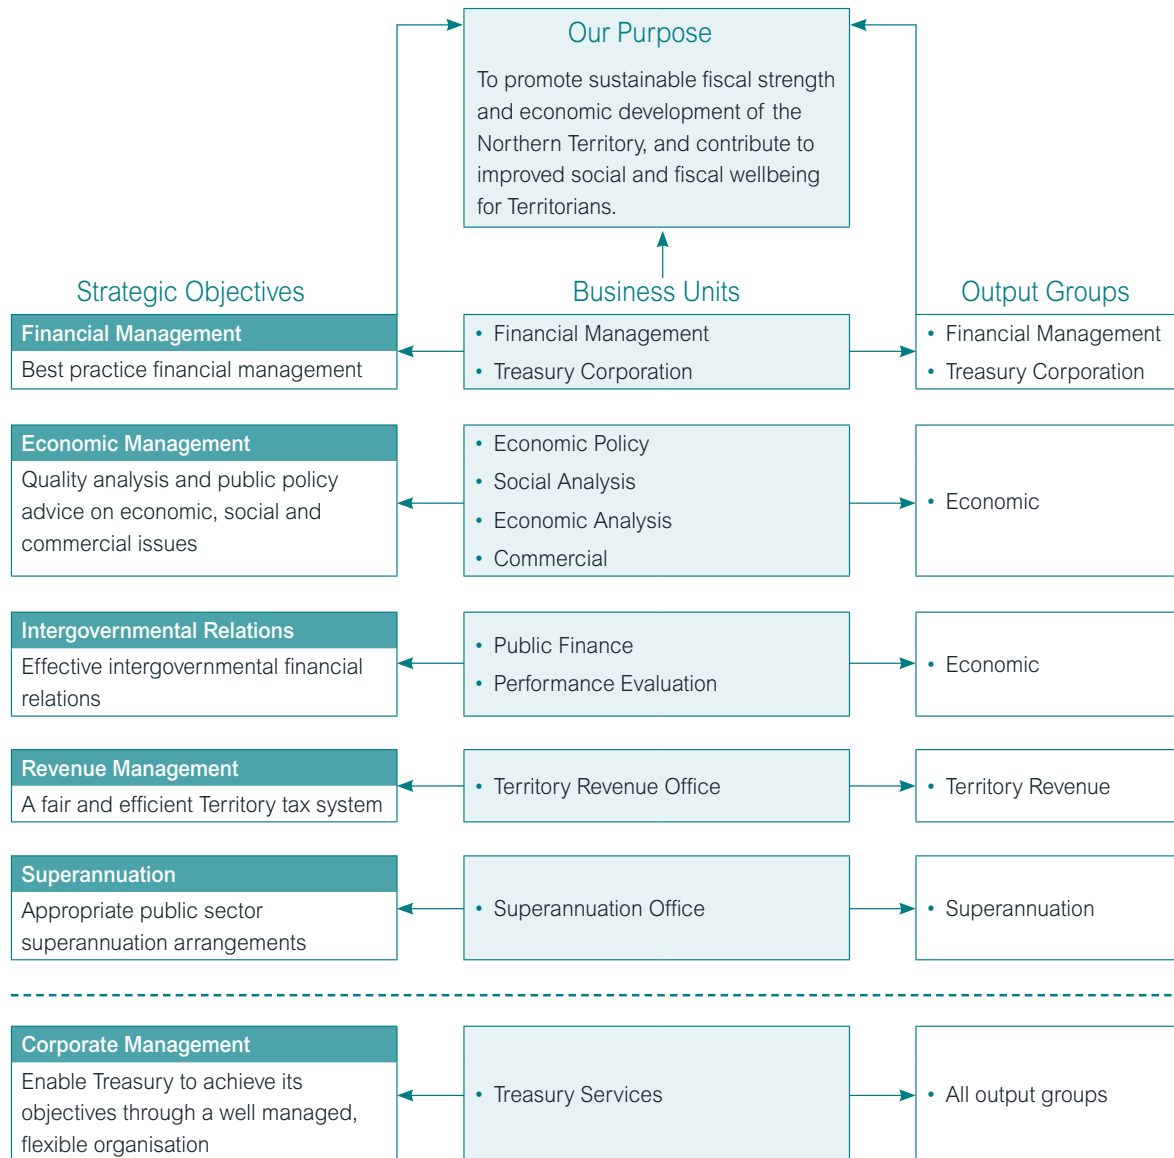 Our Purpose
To promote sustainable fiscal strength
and economic development of the
Northern Territory, and contribute to
improved social and fiscal wellbeing
for Territorians.
Strategic Objectives
Business Units
Output Groups
Financial Management
Best practice financial management
• Financial Management
• Treasury Corporation
• Financial Management
• Treasury Corporation
Economic Management
Quality analysis and public policy
advice on economic, social and
commercial issues
• Economic Policy
• Social Analysis
• Economic Analysis
• Commercial
• Economic
Intergovernmental Relations
Effective intergovernmental financial
relations
• Public Finance
• Performance Evaluation
• Economic
Revenue Management
A fair and efficient Territory tax system
• Territory Revenue Office
• Territory Revenue
Superannuation
Appropriate public sector
superannuation arrangements
• Superannuation Office
• Superannuation
Corporate Management
Enable Treasury to achieve its
objectives through a well managed,
flexible organisation
• Treasury Services
• All output groups